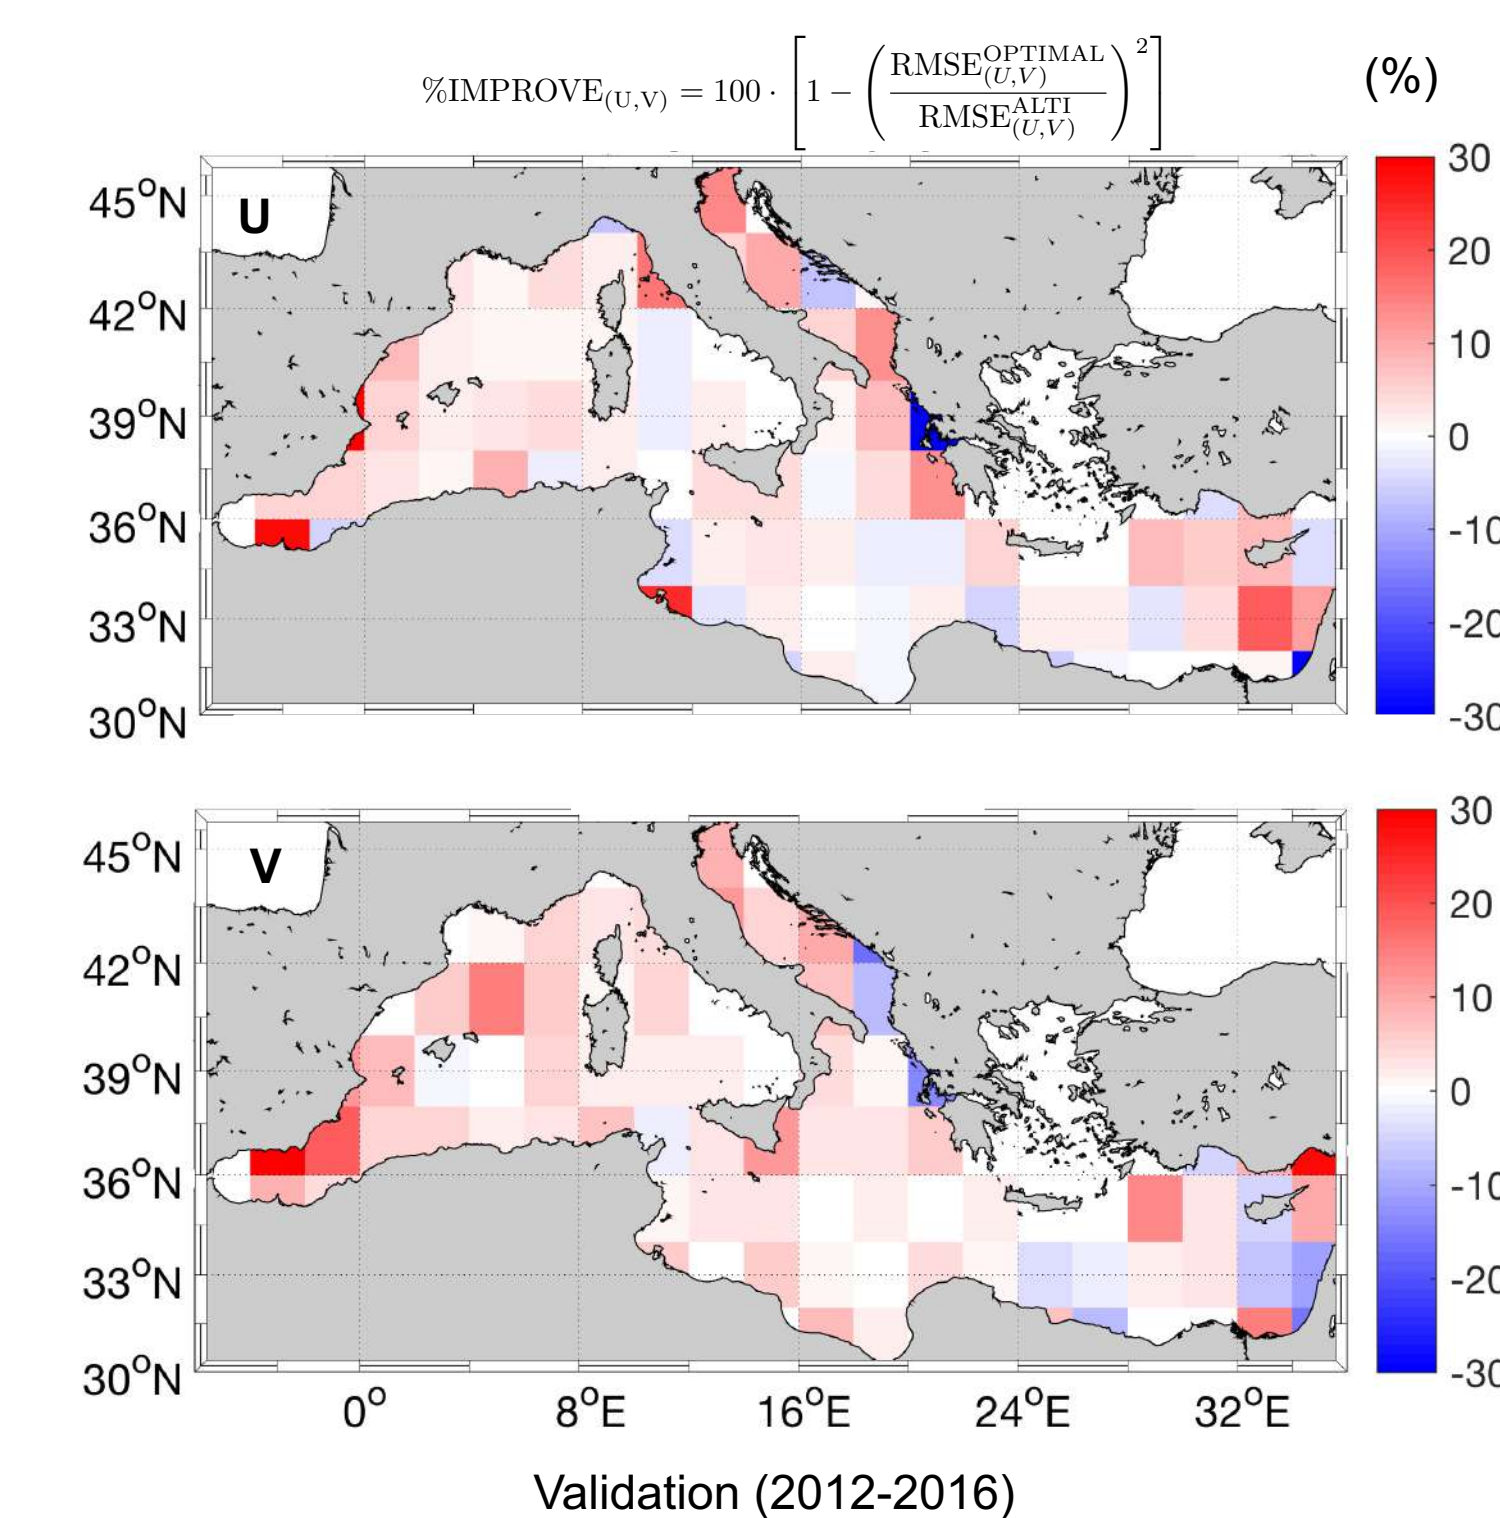 %IMPROVE(U,V) = 100 · [1 − (RMSE(U,V)^OPTIMAL / RMSE(U,V)^ALTI)^2]
(%)
U
45°N
42°N
39°N
36°N
33°N
30°N
30
20
10
0
-10
-20
-30
V
45°N
42°N
39°N
36°N
33°N
30°N
0°
8°E
16°E
24°E
32°E
30
20
10
0
-10
-20
-30
Validation (2012-2016)